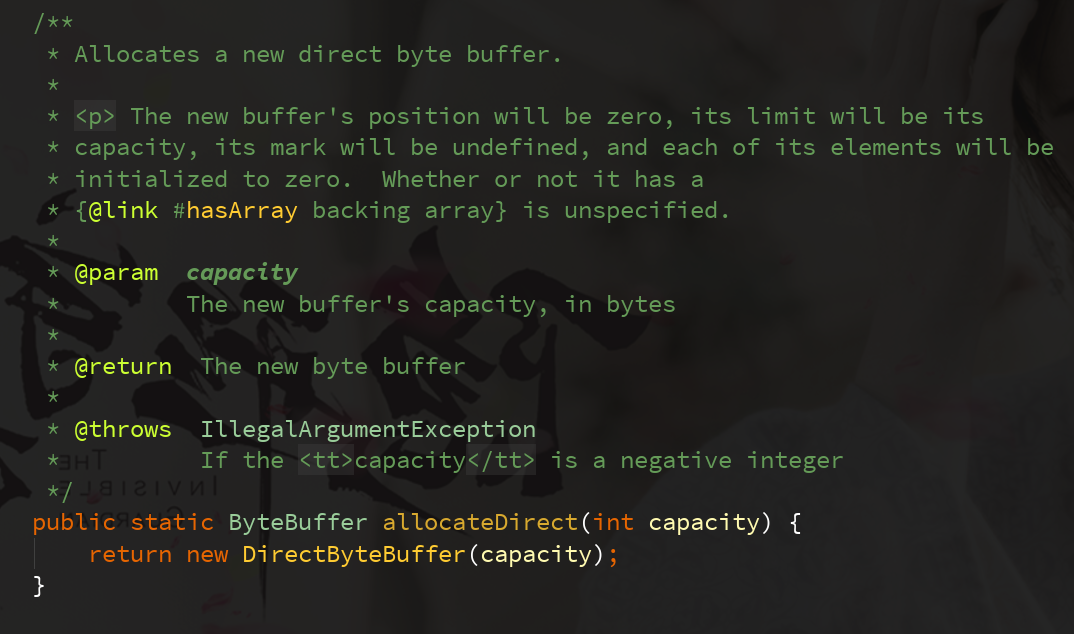 /**
 * Allocates a new direct byte buffer.
 *
 * <p> The new buffer's position will be zero, its limit will be its
 * capacity, its mark will be undefined, and each of its elements will be
 * initialized to zero.  Whether or not it has a
 * {@link #hasArray backing array} is unspecified.
 *
 * @param  capacity
 *         The new buffer's capacity, in bytes
 *
 * @return  The new byte buffer
 *
 * @throws  IllegalArgumentException
 *          If the <tt>capacity</tt> is a negative integer
 */
public static ByteBuffer allocateDirect(int capacity) {
    return new DirectByteBuffer(capacity);
}
THE
INVISIBLE
GUARDIAN